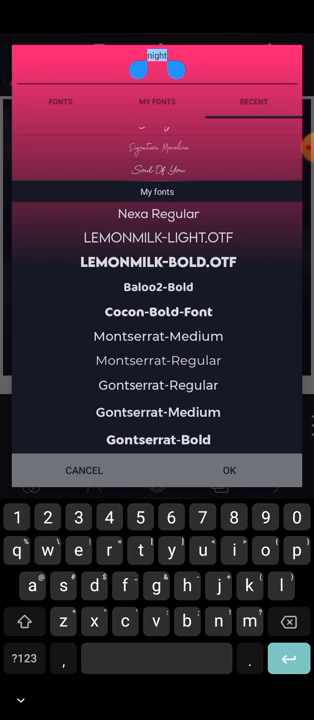 night
FONTS MY FONTS RECENT
Signature Monoline
Soul Of You
My fonts
Nexa Regular
LEMONMILK-LIGHT.OTF
LEMONMILK-BOLD.OTF
Baloo2-Bold
Cocon-Bold-Font
Montserrat-Medium
Montserrat-Regular
Gontserrat-Regular
Gontserrat-Medium
Gontserrat-Bold
CANCEL OK
1 2 3 4 5 6 7 8 9 0
q w e r t y u i o p
a s d f g h j k l
z x c v b n m
?123 , .